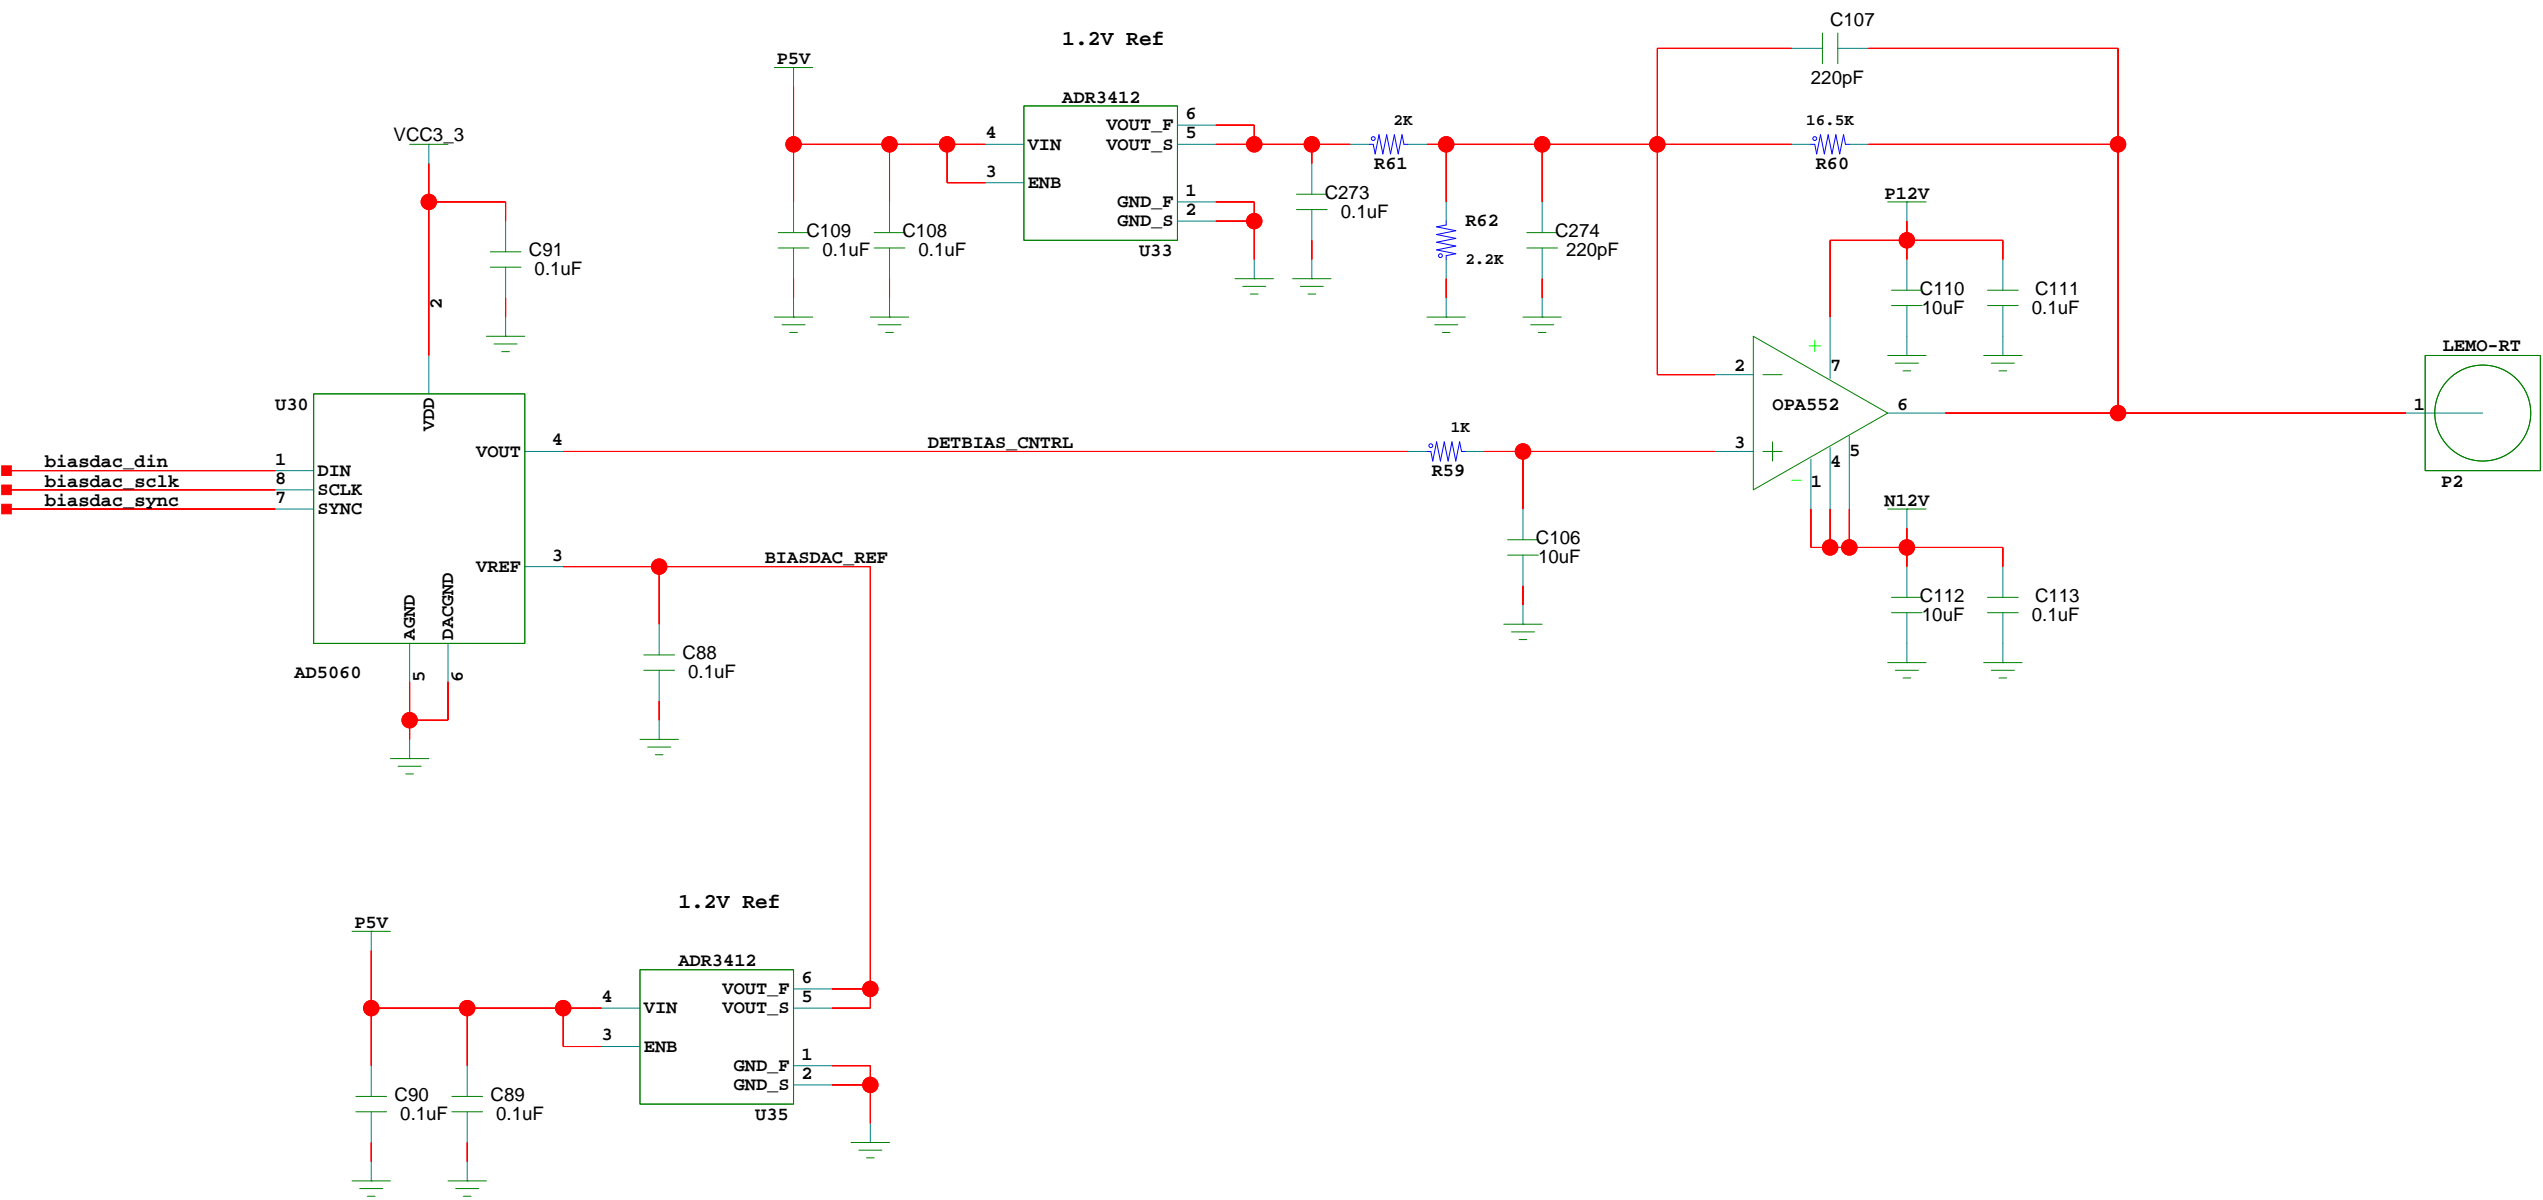 C107
220pF
1.2V Ref
P5V
ADR3412
VOUT_F 6
VOUT_S 5
4 VIN
3 ENB
GND_F 1
GND_S 2
U33
C109
0.1uF
C108
0.1uF
C273
0.1uF
2K
R61
R62
2.2K
C274
220pF
16.5K
R60
P12V
C110
10uF
C111
0.1uF
VCC3_3
C91
0.1uF
2
U30
VDD
VOUT 4
DETBIAS_CNTRL
1K
R59
biasdac_din 1 DIN
biasdac_sclk 8 SCLK
biasdac_sync 7 SYNC
VREF 3
BIASDAC_REF
AGND
DACGND
AD5060
5
6
C88
0.1uF
C106
10uF
+
7
2 −
OPA552
6
3 +
5
4
−
1
N12V
C112
10uF
C113
0.1uF
LEMO-RT
1
P2
1.2V Ref
P5V
ADR3412
VOUT_F 6
VOUT_S 5
4 VIN
3 ENB
GND_F 1
GND_S 2
U35
C90
0.1uF
C89
0.1uF